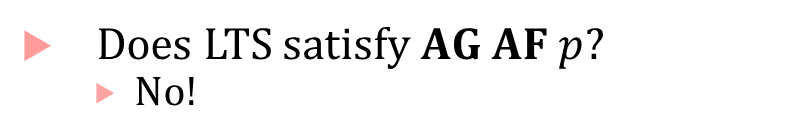 Does LTS satisfy AG AF p?
No!